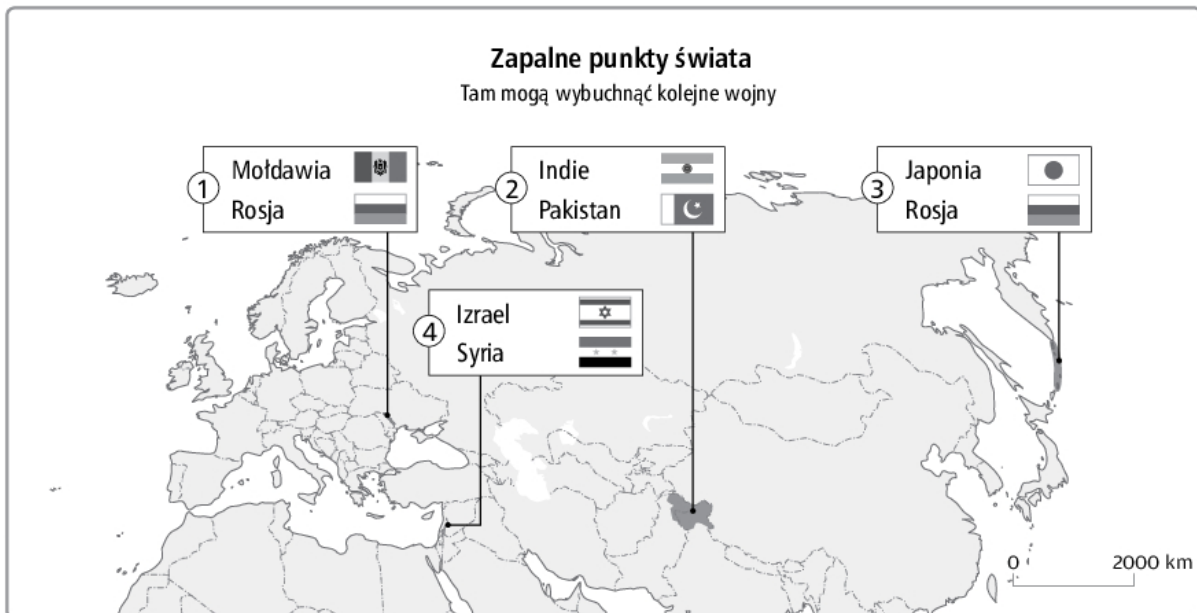 Zapalne punkty świata
Tam mogą wybuchnąć kolejne wojny
1
Mołdawia
Rosja
2
Indie
Pakistan
3
Japonia
Rosja
4
Izrael
Syria
0 2000 km